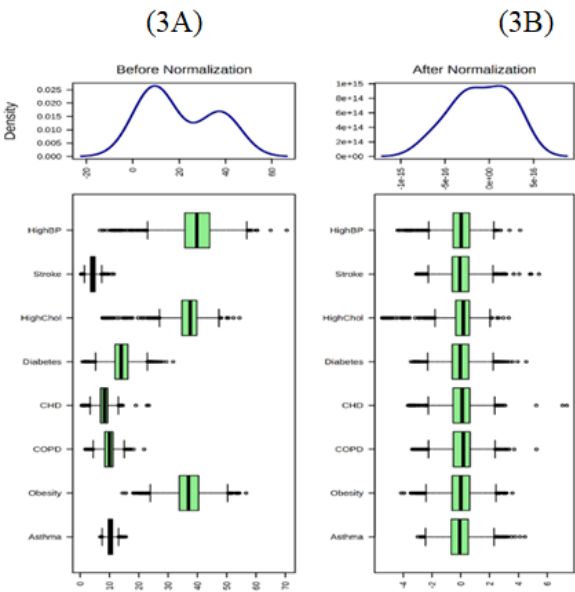 (3A) (3B)
Before Normalization After Normalization
Density
0.025
0.020
0.015
0.010
0.005
0.000
-20 0 20 40 60
1e+15
8e+14
6e+14
4e+14
2e+14
0e+00
-1e-15 -5e-16 0e+00 5e-16
HighBP HighBP
Stroke Stroke
HighChol HighChol
Diabetes Diabetes
CHD CHD
COPD COPD
Obesity Obesity
Asthma Asthma
0 10 20 30 40 50 60 70
-4 -2 0 2 4 6